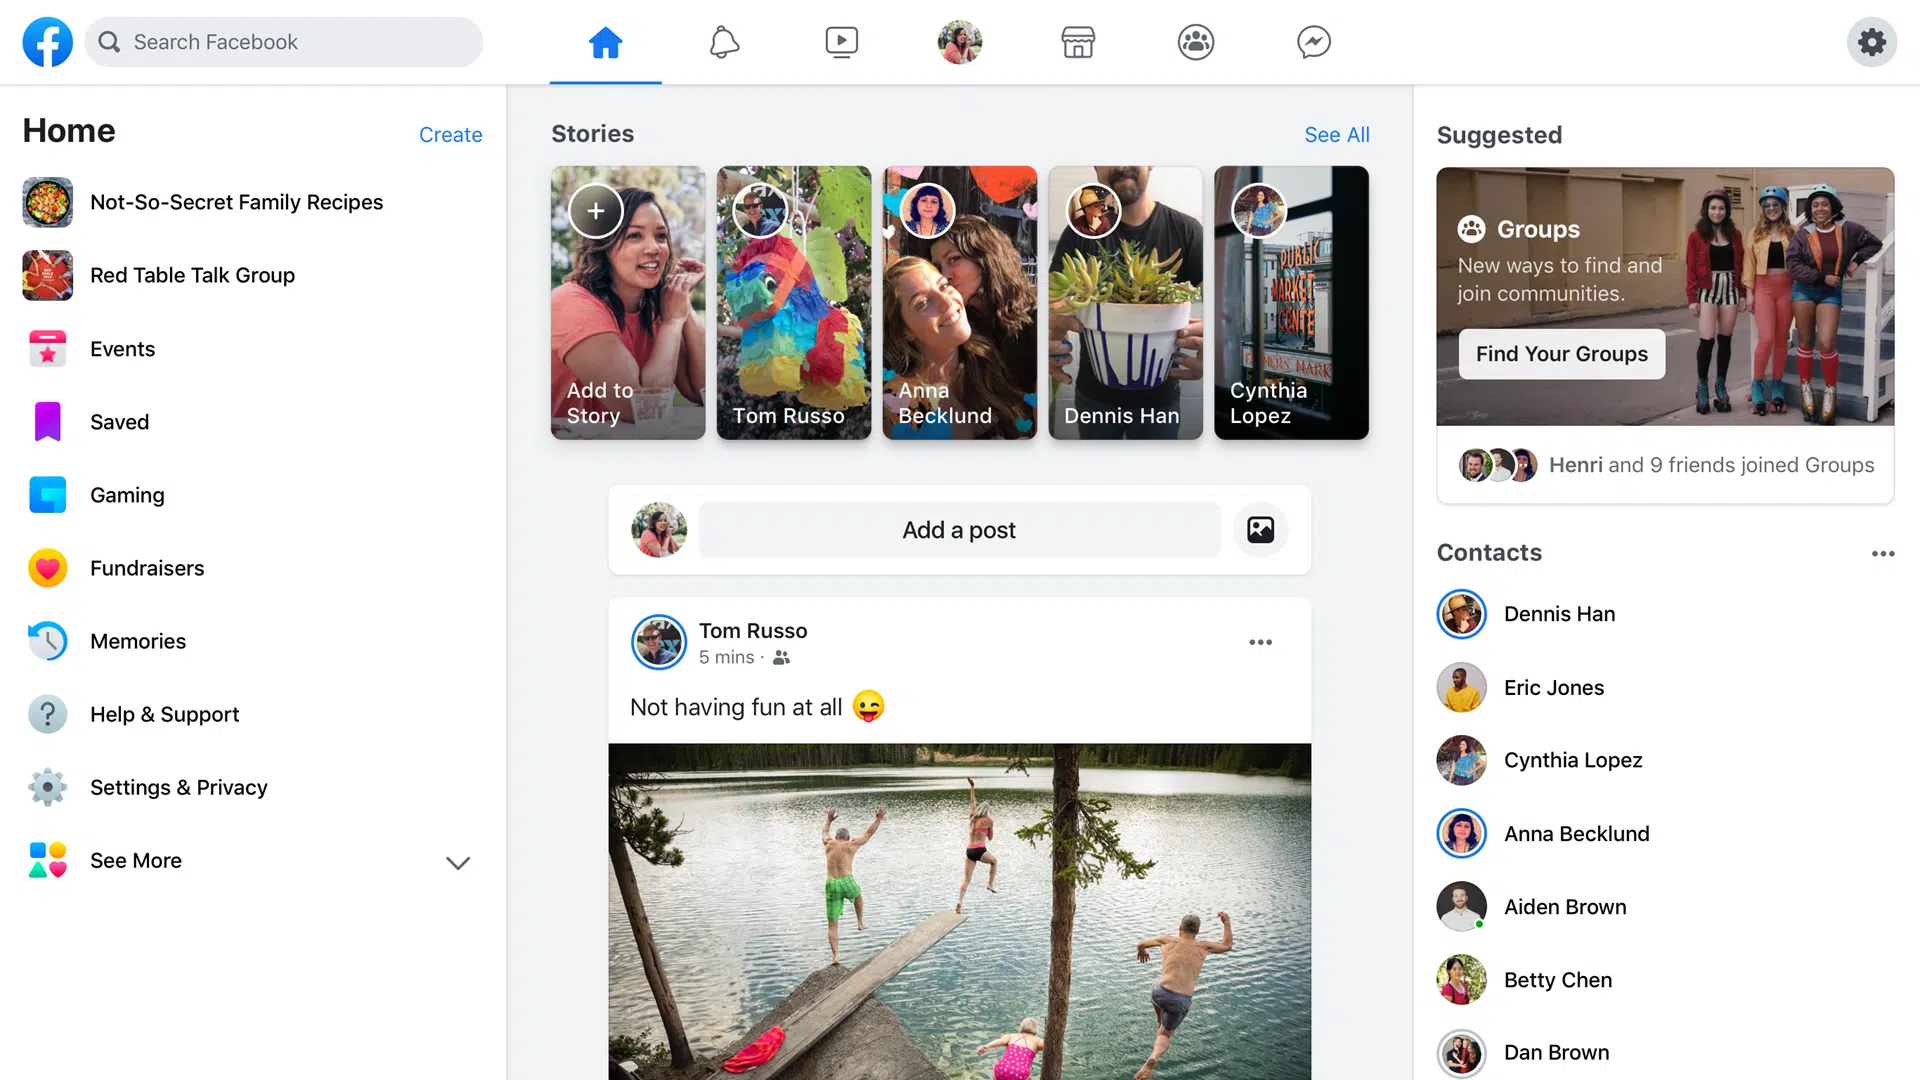 Search Facebook
Home
Create
Not-So-Secret Family Recipes
Red Table Talk Group
Events
Saved
Gaming
Fundraisers
Memories
Help & Support
Settings & Privacy
See More
Stories
See All
Add to
Story
Tom Russo
Anna
Becklund
Dennis Han
PUBLIC
MARKET
CENTER
Cynthia
Lopez
Add a post
Tom Russo
5 mins ·
Not having fun at all 😜
Suggested
Groups
New ways to find and
join communities.
Find Your Groups
Henri and 9 friends joined Groups
Contacts
Dennis Han
Eric Jones
Cynthia Lopez
Anna Becklund
Aiden Brown
Betty Chen
Dan Brown